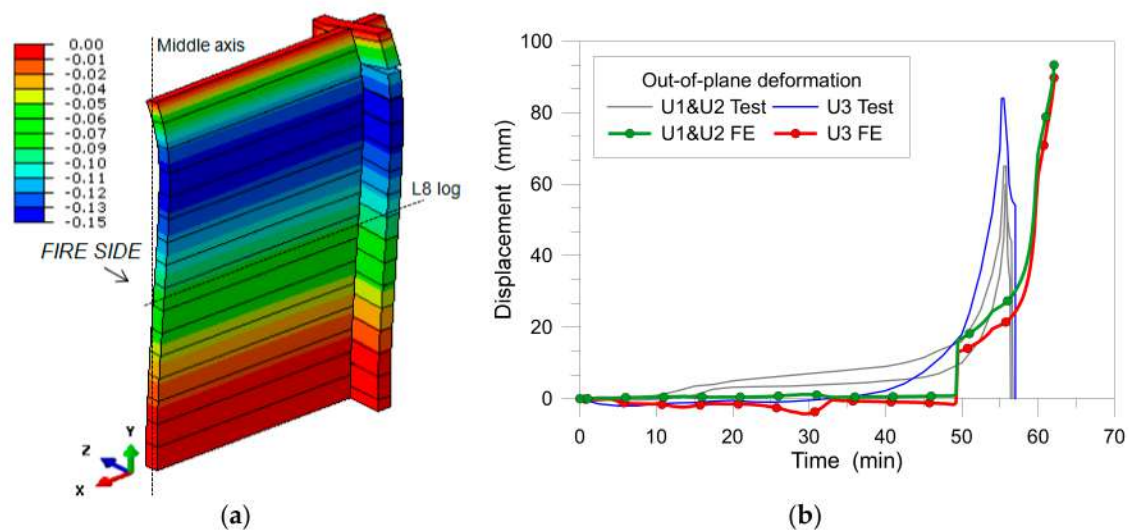 0.00
-0.01
-0.02
-0.04
-0.05
-0.06
-0.07
-0.09
-0.10
-0.11
-0.12
-0.13
-0.15
Middle axis
L8 log
FIRE SIDE
Y
Z
X
(a)
100
80
60
40
20
0
Displacement (mm)
Out-of-plane deformation
U1&U2 Test
U3 Test
U1&U2 FE
U3 FE
0 10 20 30 40 50 60 70
Time (min)
(b)